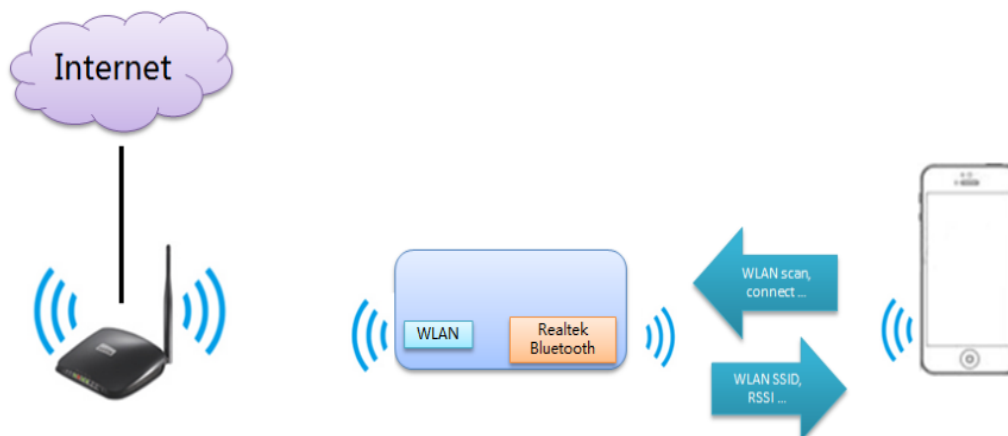 Internet
WLAN scan,
connect ...
WLAN
Realtek
Bluetooth
WLAN SSID,
RSSI ...